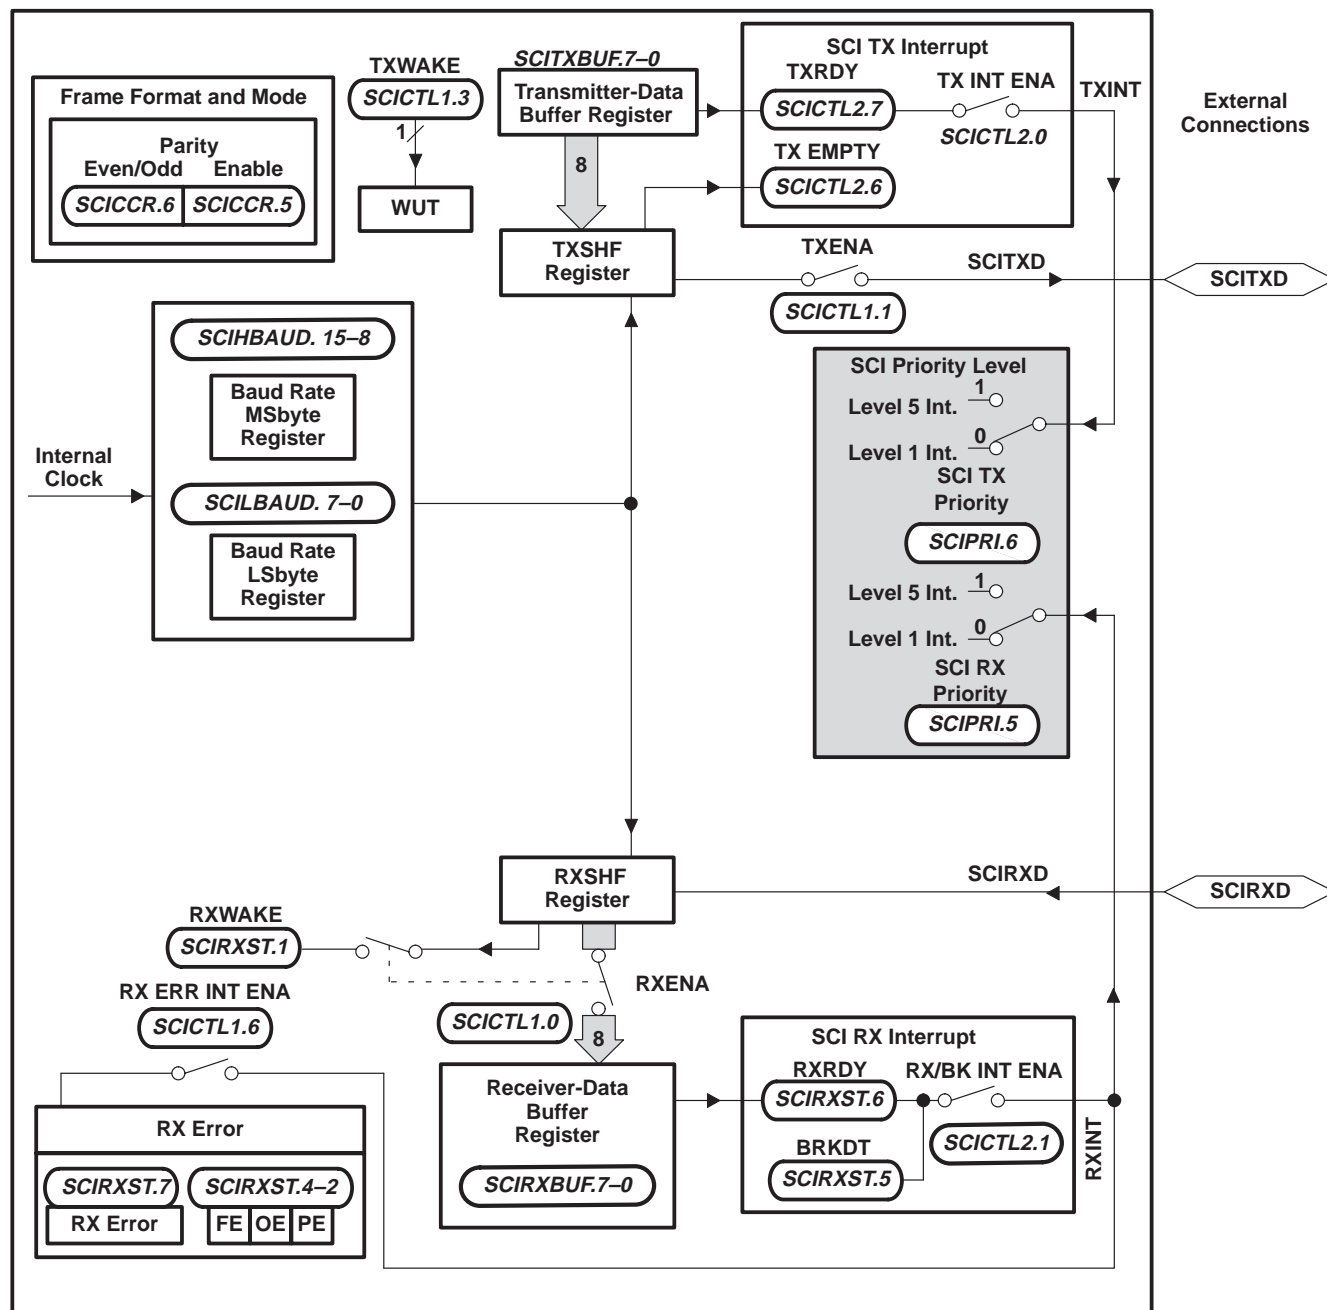 Frame Format and Mode
Parity
Even/Odd Enable
SCICCR.6 SCICCR.5
TXWAKE
SCICTL1.3
1
WUT
SCITXBUF.7–0
Transmitter-Data
Buffer Register
8
TXSHF
Register
SCI TX Interrupt
TXRDY
SCICTL2.7
TX INT ENA
SCICTL2.0
TX EMPTY
SCICTL2.6
TXINT
External
Connections
TXENA
SCICTL1.1
SCITXD
SCITXD
Internal
Clock
SCIHBAUD. 15–8
Baud Rate
MSbyte
Register
SCILBAUD. 7–0
Baud Rate
LSbyte
Register
SCI Priority Level
1
Level 5 Int.
0
Level 1 Int.
SCI TX
Priority
SCIPRI.6
1
Level 5 Int.
0
Level 1 Int.
SCI RX
Priority
SCIPRI.5
RXSHF
Register
SCIRXD
SCIRXD
RXWAKE
SCIRXST.1
RXENA
SCICTL1.0
8
RX ERR INT ENA
SCICTL1.6
RX Error
SCIRXST.7 SCIRXST.4–2
RX Error FE OE PE
Receiver-Data
Buffer
Register
SCIRXBUF.7–0
SCI RX Interrupt
RXRDY
SCIRXST.6
RX/BK INT ENA
SCICTL2.1
BRKDT
SCIRXST.5
RXINT